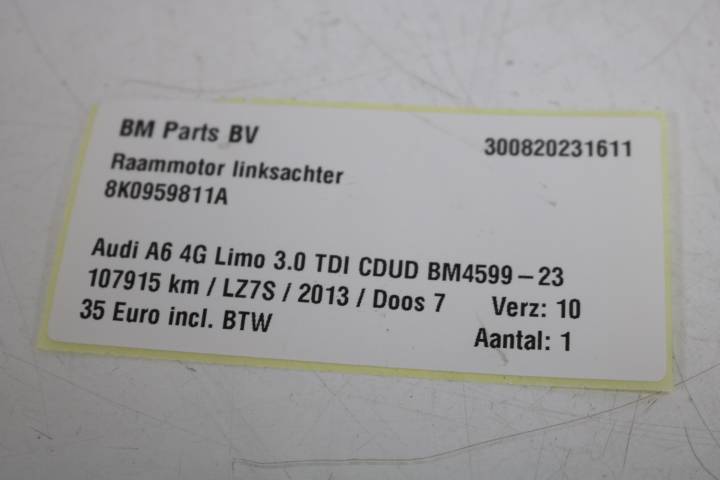 BM Parts BV 300820231611
Raammotor linksachter
8K0959811A
Audi A6 4G Limo 3.0 TDI CDUD BM4599-23
107915 km / LZ7S / 2013 / Doos 7 Verz: 10
35 Euro incl. BTW Aantal: 1